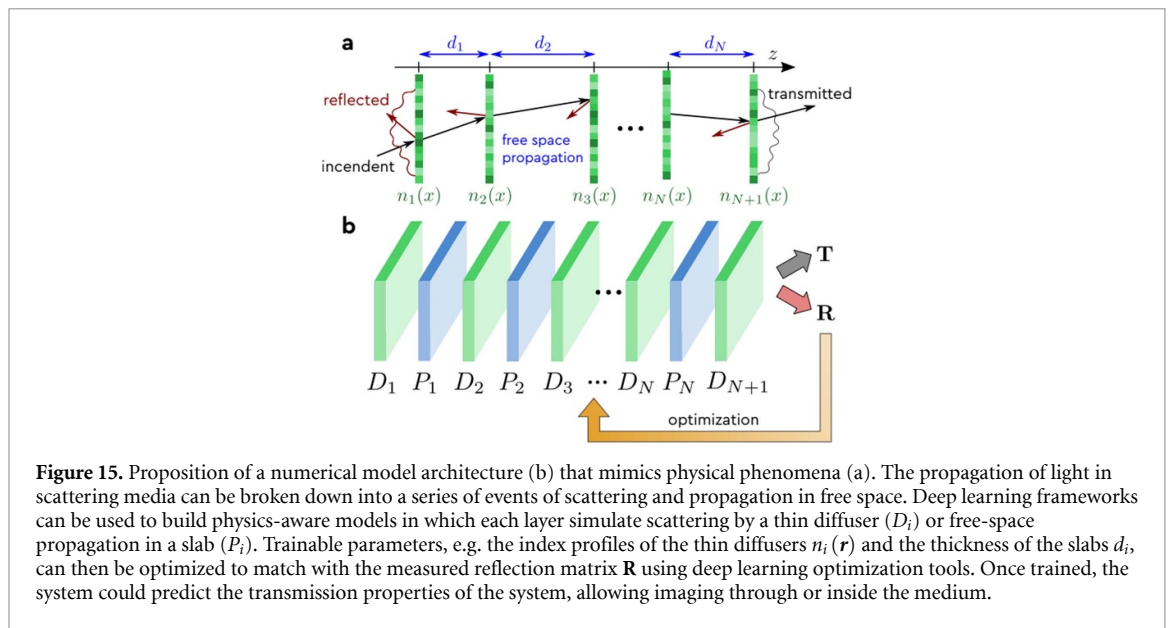 a
d₁ d₂ d_N z
reflected
transmitted
free space
propagation
...
incendent
n₁(x) n₂(x) n₃(x) n_N(x) n_{N+1}(x)
b
T
R
D₁ P₁ D₂ P₂ D₃ ... D_N P_N D_{N+1}
optimization
Figure 15. Proposition of a numerical model architecture (b) that mimics physical phenomena (a). The propagation of light in
scattering media can be broken down into a series of events of scattering and propagation in free space. Deep learning frameworks
can be used to build physics-aware models in which each layer simulate scattering by a thin diffuser (Dᵢ) or free-space
propagation in a slab (Pᵢ). Trainable parameters, e.g. the index profiles of the thin diffusers nᵢ(r) and the thickness of the slabs dᵢ,
can then be optimized to match with the measured reflection matrix R using deep learning optimization tools. Once trained, the
system could predict the transmission properties of the system, allowing imaging through or inside the medium.